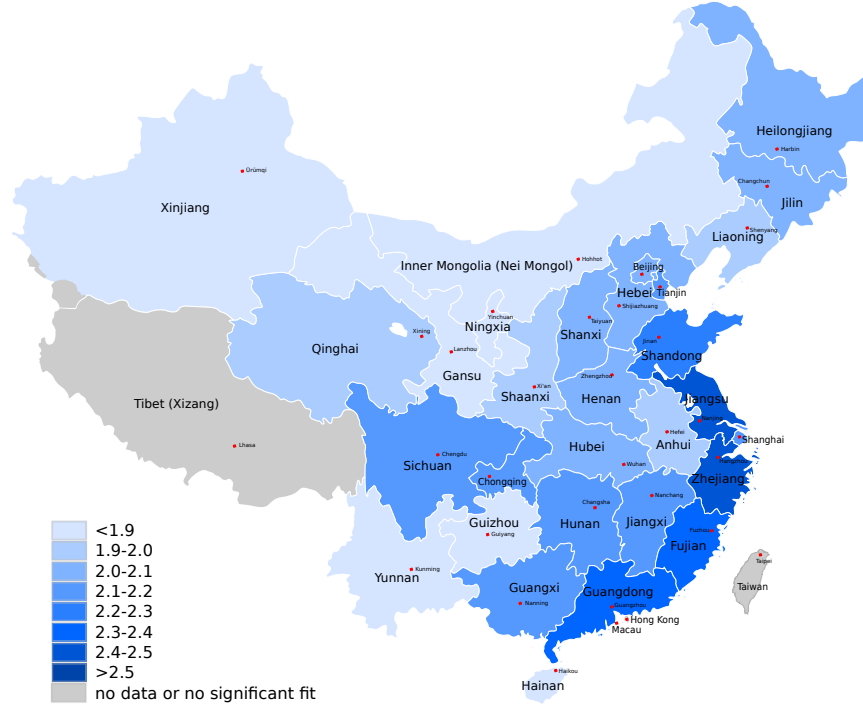 Heilongjiang
Harbin
Ürümqi
Changchun
Jilin
Xinjiang
Shenyang
Liaoning
Inner Mongolia (Nei Mongol)
Hohhot
Beijing
Hebei
Tianjin
Shijiazhuang
Yinchuan
Ningxia
Taiyuan
Shanxi
Xining
Qinghai
Lanzhou
Jinan
Shandong
Gansu
Zhengzhou
Xi'an
Shaanxi
Henan
Jiangsu
Tibet (Xizang)
Nanjing
Hefei
Anhui
Shanghai
Lhasa
Hubei
Chengdu
Sichuan
Wuhan
Hangzhou
Zhejiang
Chongqing
Nanchang
Changsha
Guizhou
Guiyang
Hunan
Jiangxi
Fuzhou
Fujian
Taipei
Taiwan
Kunming
Yunnan
Guangxi
Nanning
Guangdong
Guangzhou
Hong Kong
Macau
Haikou
Hainan
<1.9
1.9-2.0
2.0-2.1
2.1-2.2
2.2-2.3
2.3-2.4
2.4-2.5
>2.5
no data or no significant fit